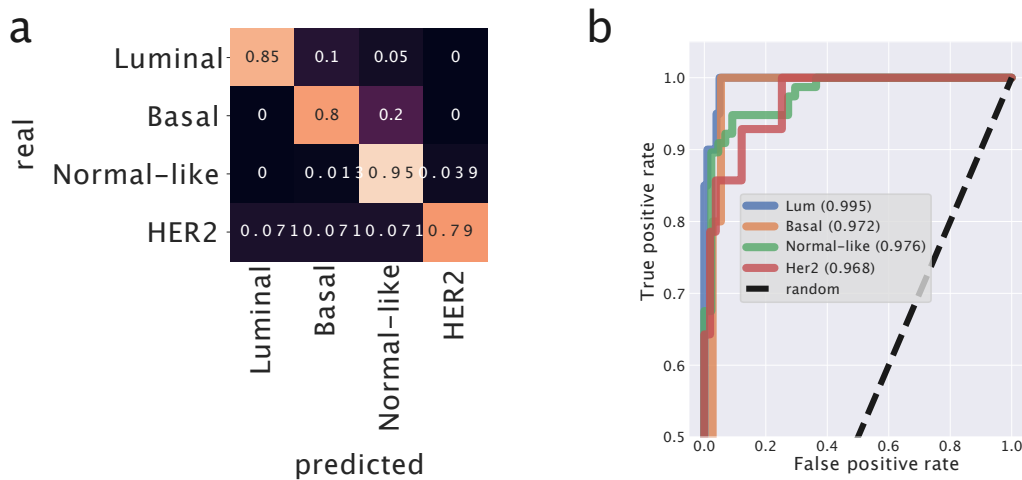 a
real
Luminal 0.85 0.1 0.05 0
Basal 0 0.8 0.2 0
Normal-like 0 0.013 0.95 0.039
HER2 0.071 0.071 0.071 0.79
Luminal Basal Normal-like HER2
predicted
b
True positive rate
1.0
0.9
0.8
0.7
0.6
0.5
Lum (0.995)
Basal (0.972)
Normal-like (0.976)
Her2 (0.968)
random
0.0 0.2 0.4 0.6 0.8 1.0
False positive rate